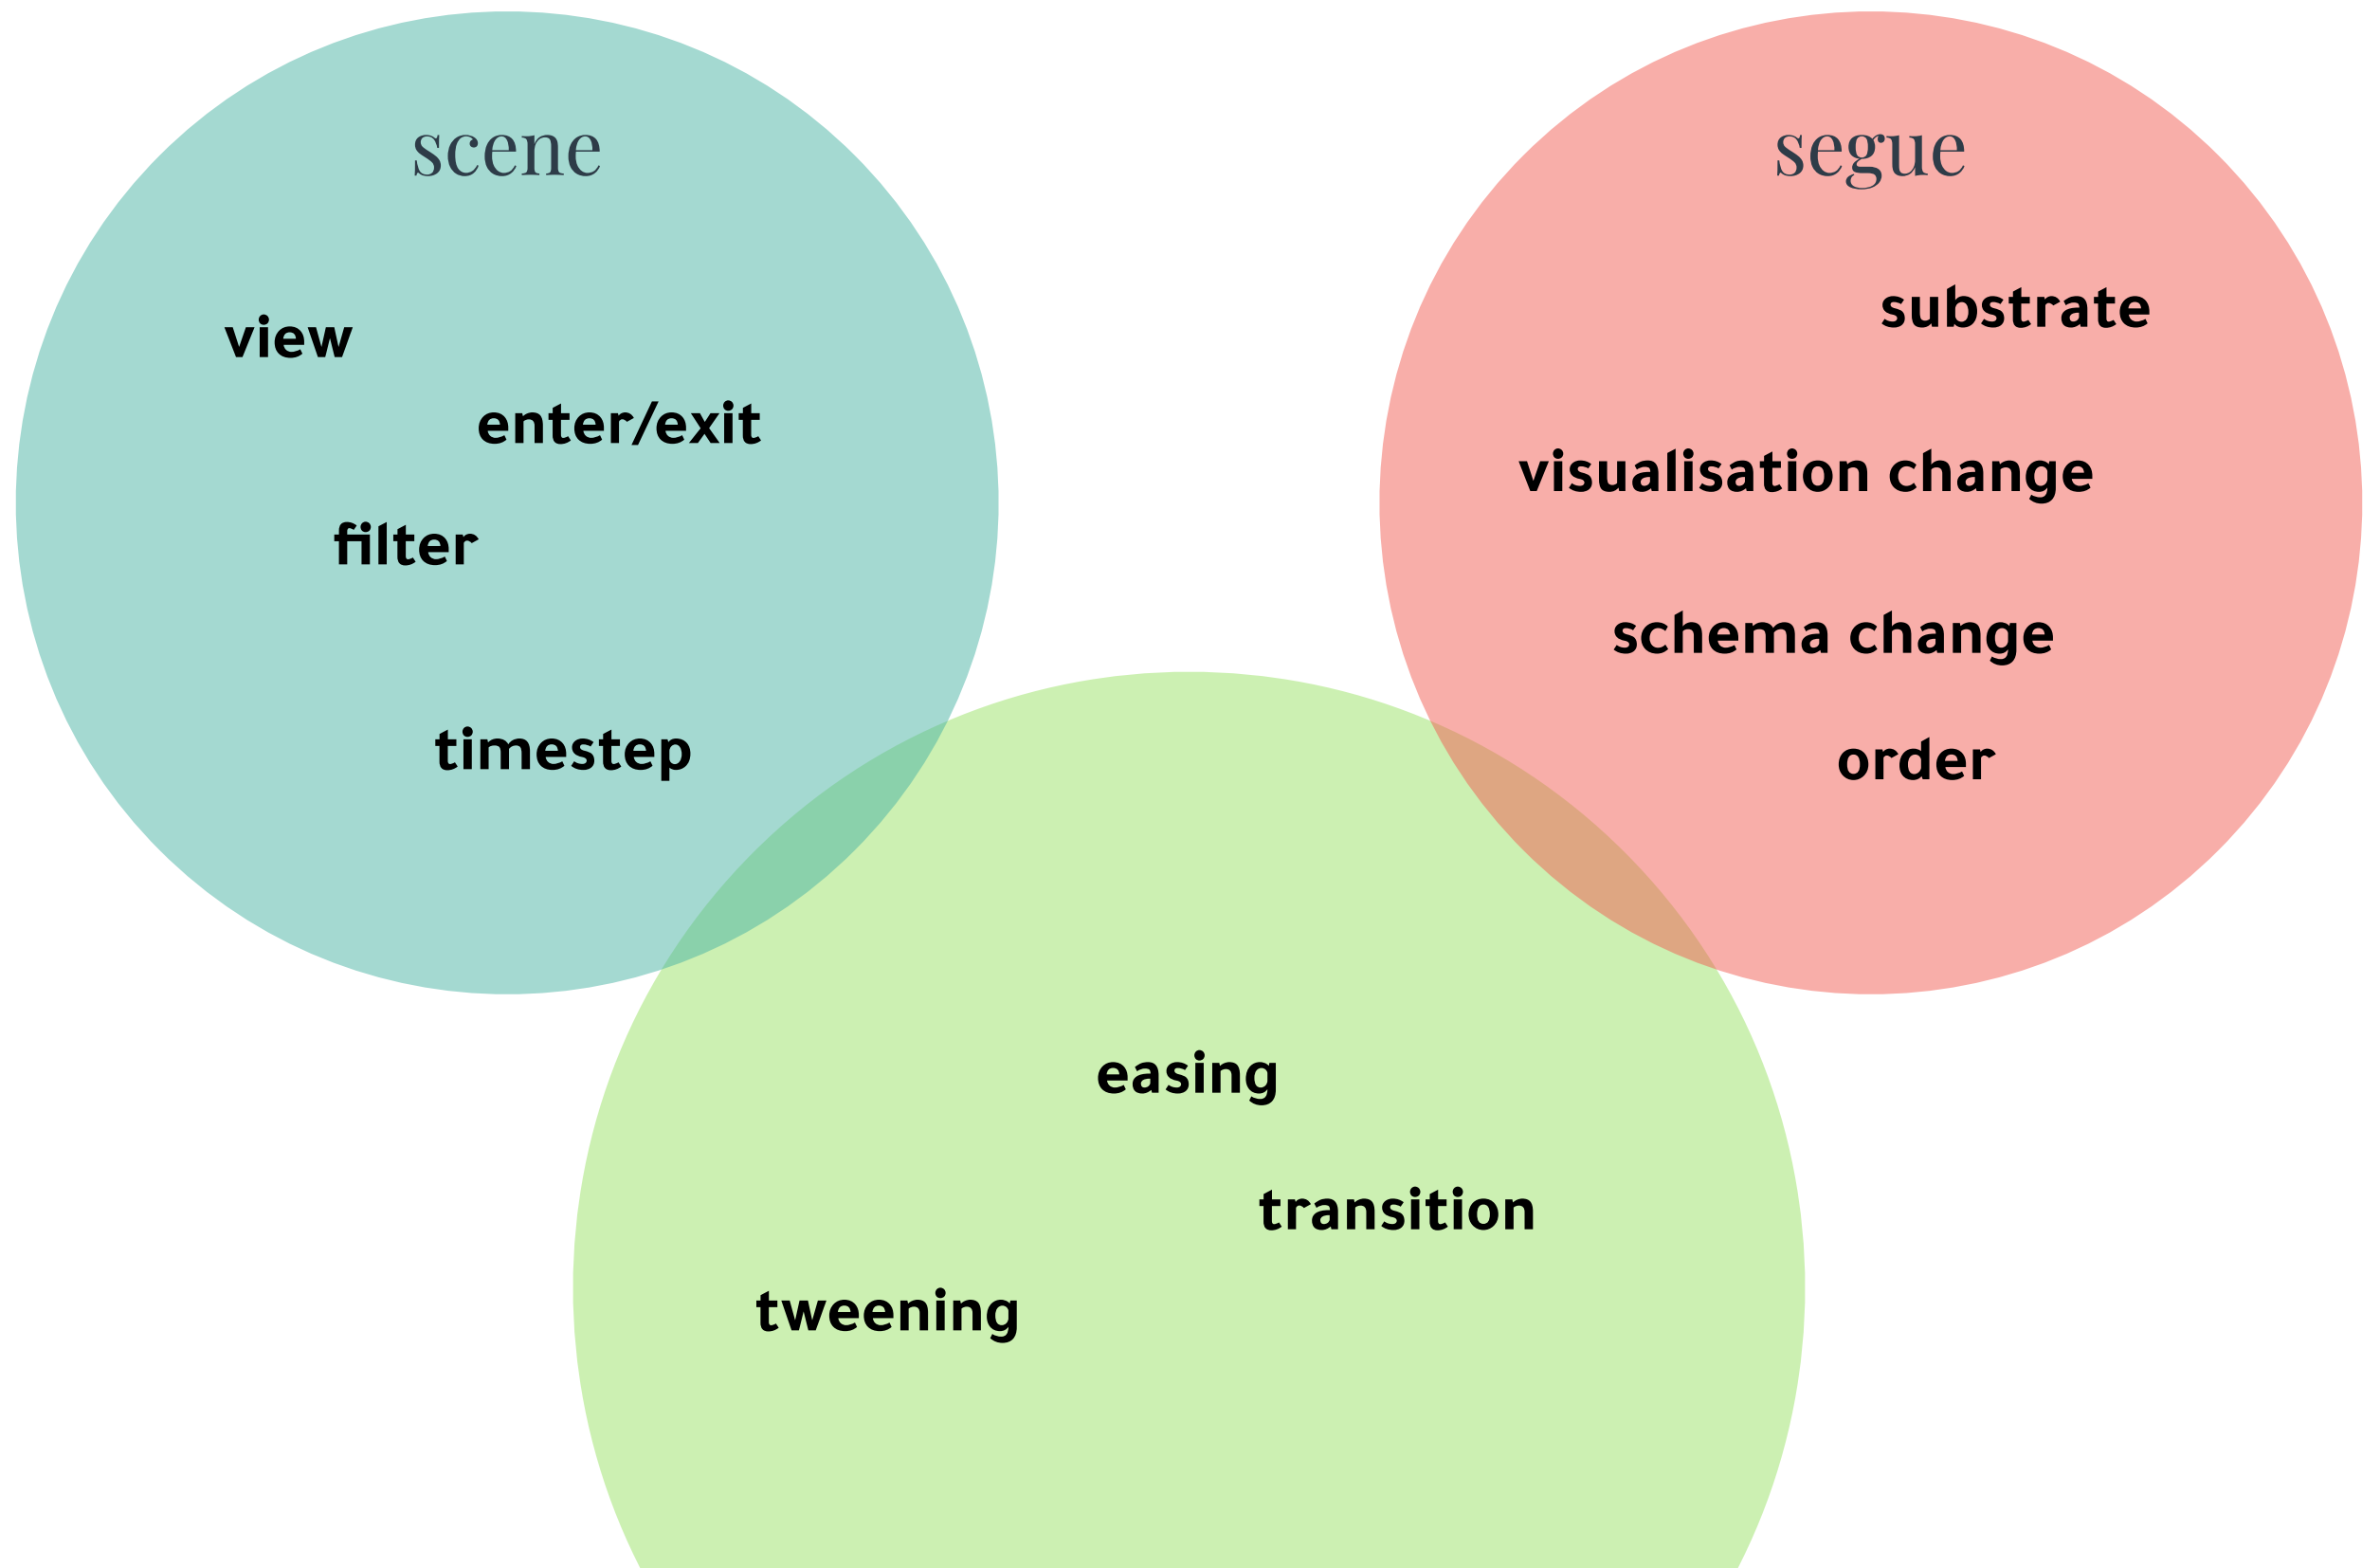 scene
view
enter/exit
filter
timestep
segue
substrate
visualisation change
schema change
order
easing
transition
tweening